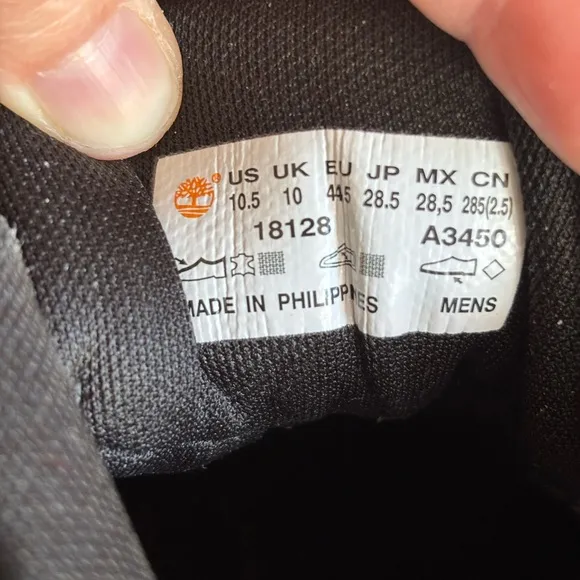 ® US UK EU JP MX CN
10.5 10 44.5 28.5 28,5 285(2.5)
18128 A3450
MADE IN PHILIPPINES MENS